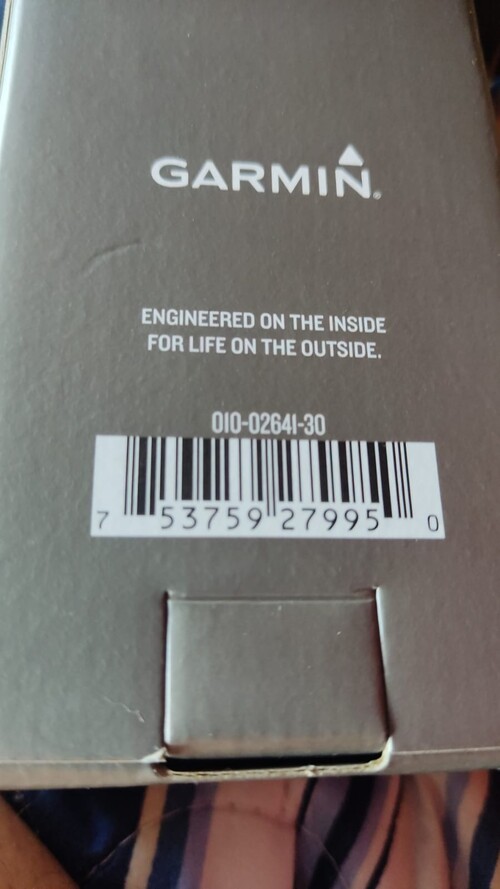 GARMIN®
ENGINEERED ON THE INSIDE
FOR LIFE ON THE OUTSIDE.
010-02641-30
7 53759 27995 0